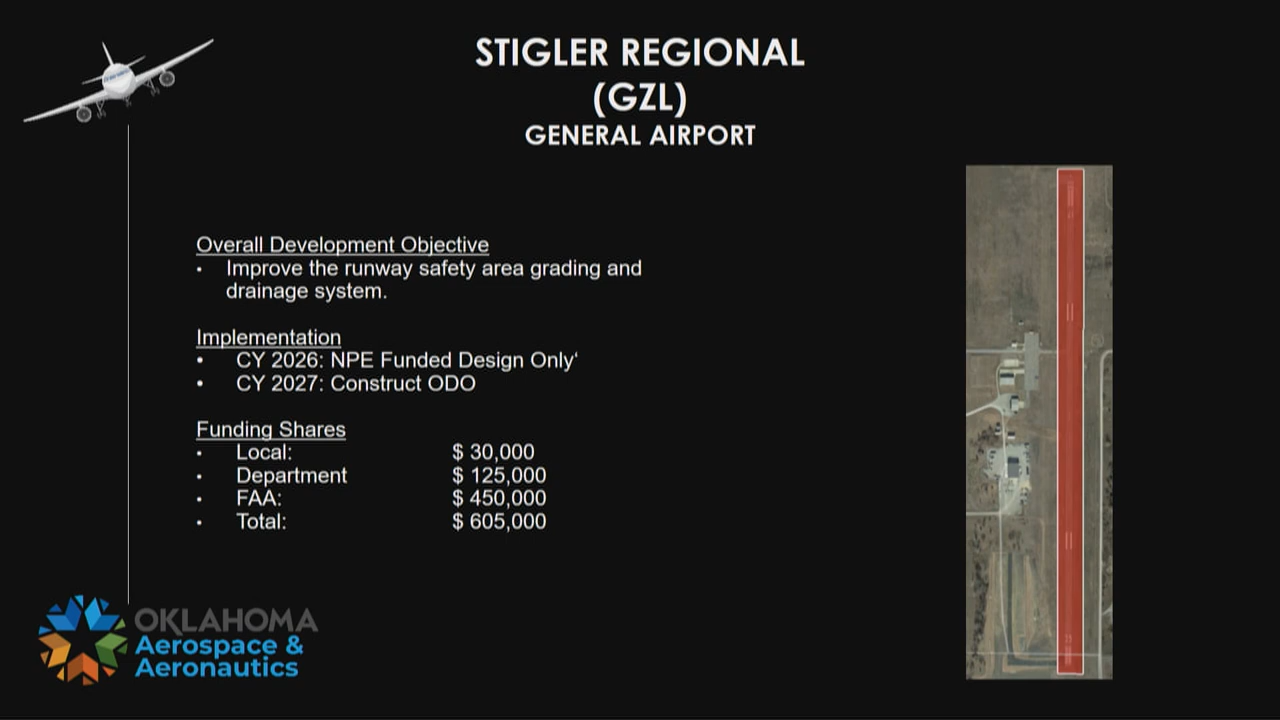 STIGLER REGIONAL
(GZL)
GENERAL AIRPORT
Overall Development Objective
• Improve the runway safety area grading and
drainage system.
Implementation
• CY 2026: NPE Funded Design Only‘
• CY 2027: Construct ODO
Funding Shares
• Local: $ 30,000
• Department $ 125,000
• FAA: $ 450,000
• Total: $ 605,000
OKLAHOMA
Aerospace &
Aeronautics